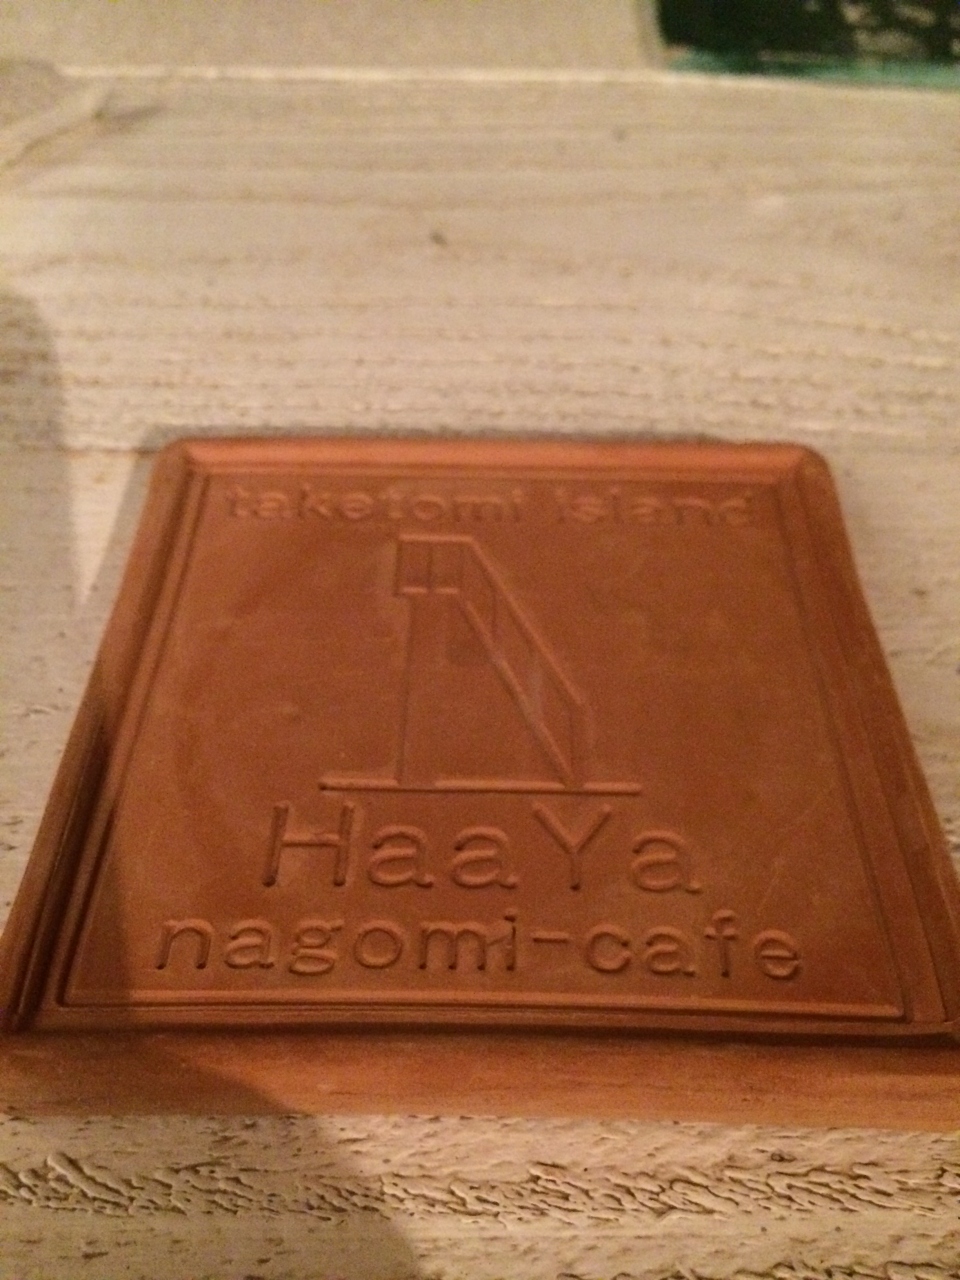 taketomi island
HaaYa
nagomi-cafe